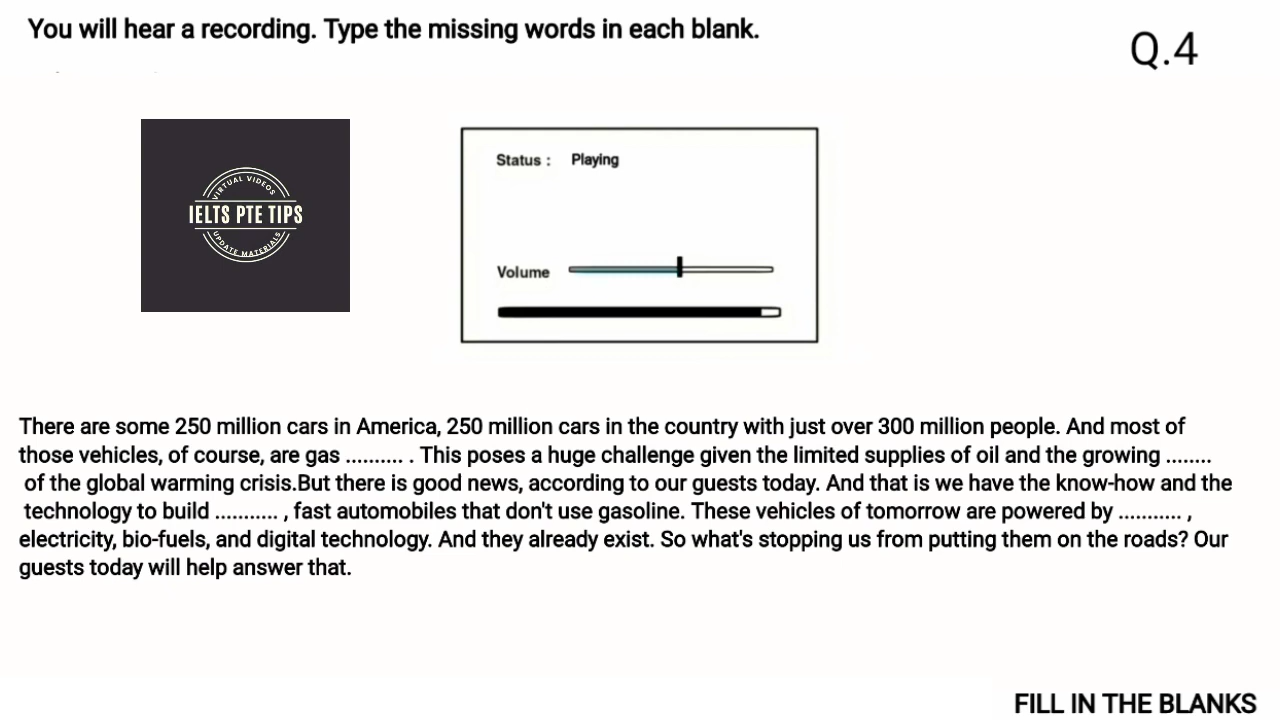 You will hear a recording. Type the missing words in each blank.
Q.4
VIRTUAL VIDEOS
IELTS PTE TIPS
UPDATE MATERIALS
Status : Playing
Volume
There are some 250 million cars in America, 250 million cars in the country with just over 300 million people. And most of
those vehicles, of course, are gas .......... . This poses a huge challenge given the limited supplies of oil and the growing ........
of the global warming crisis.But there is good news, according to our guests today. And that is we have the know-how and the
technology to build ........... , fast automobiles that don't use gasoline. These vehicles of tomorrow are powered by ........... ,
electricity, bio-fuels, and digital technology. And they already exist. So what's stopping us from putting them on the roads? Our
guests today will help answer that.
FILL IN THE BLANKS